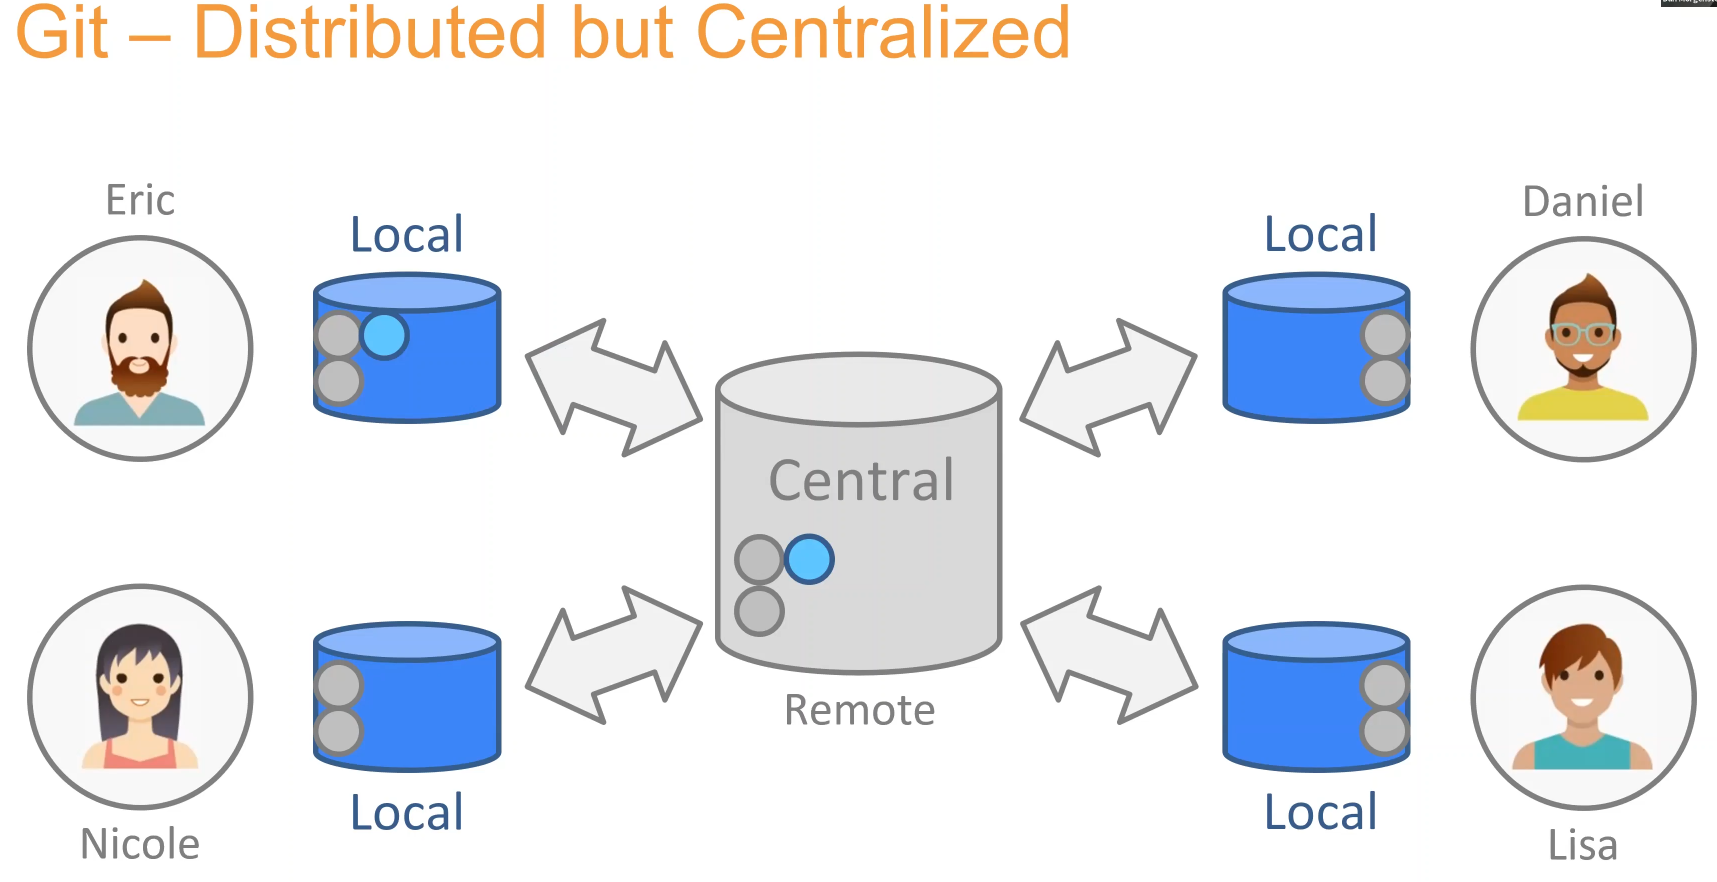 Git – Distributed but Centralized
Eric
Local
Local
Daniel
Central
Remote
Nicole
Local
Local
Lisa